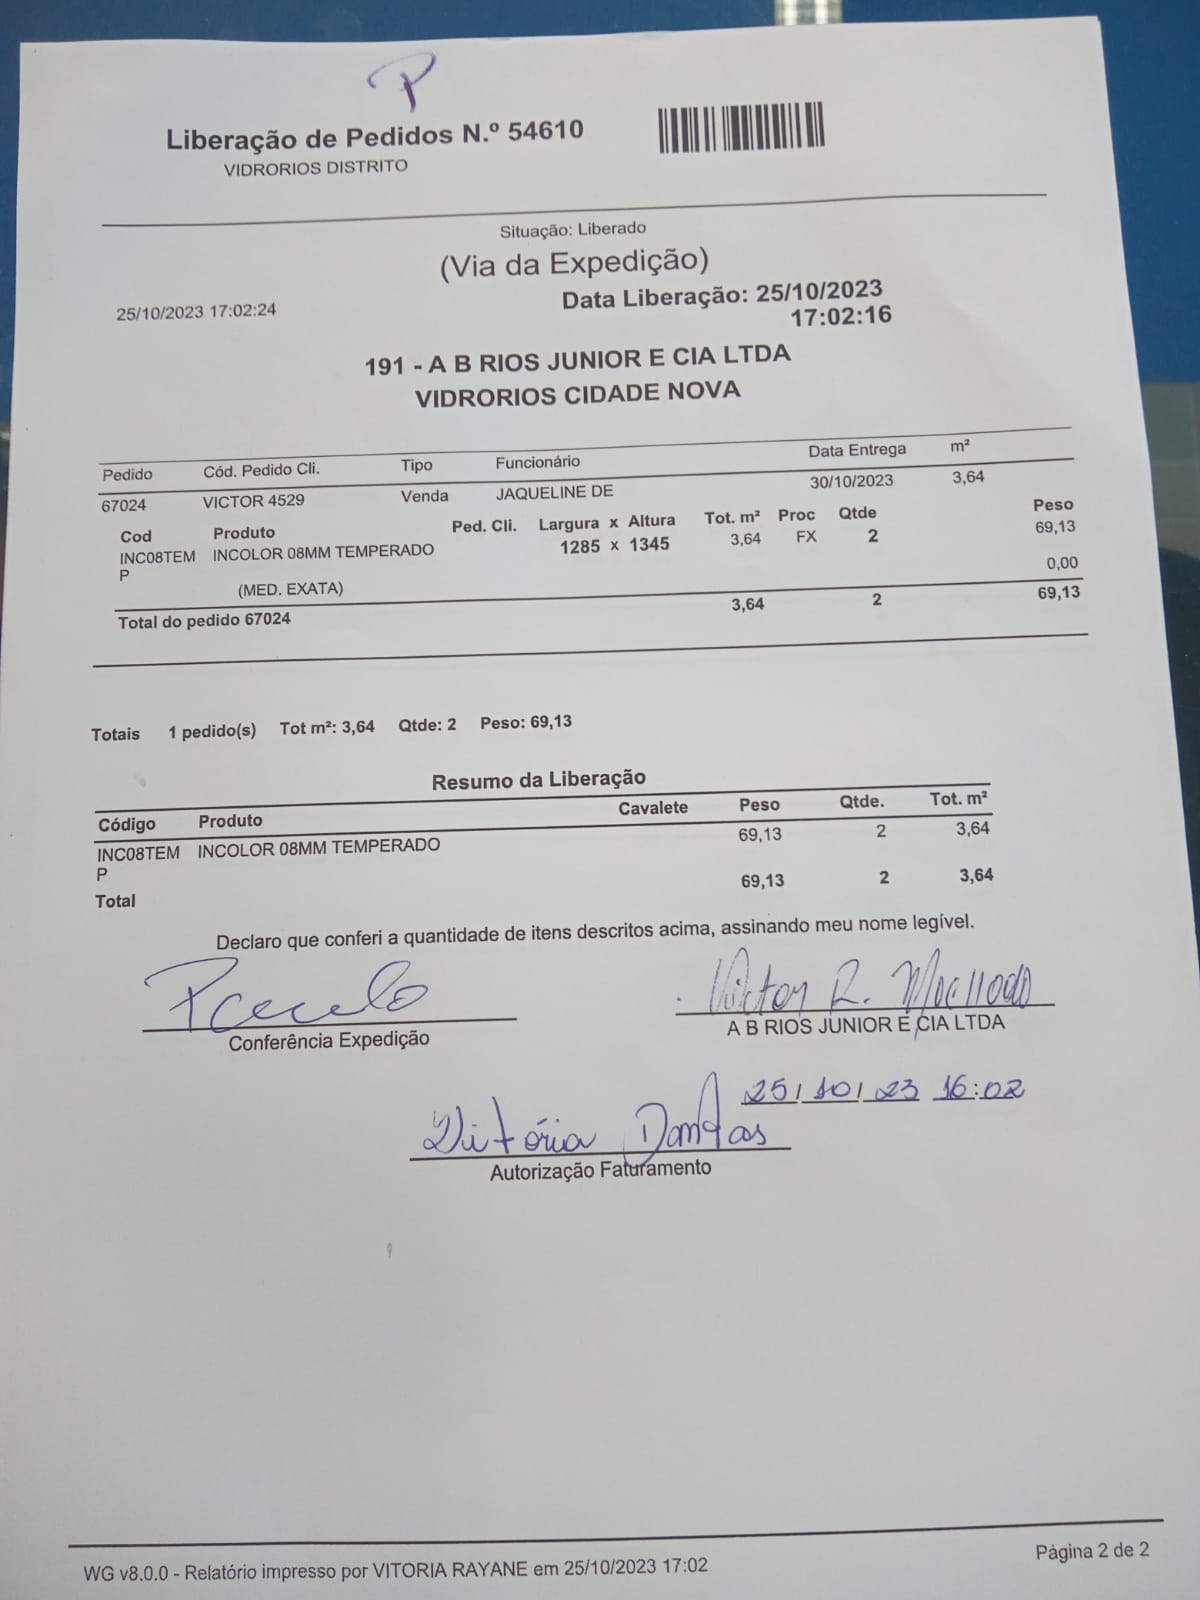 P
Liberação de Pedidos N.º 54610
VIDRORIOS DISTRITO
Situação: Liberado
(Via da Expedição)
25/10/2023 17:02:24
Data Liberação: 25/10/2023
17:02:16
191 - A B RIOS JUNIOR E CIA LTDA
VIDRORIOS CIDADE NOVA
Pedido Cód. Pedido Cli. Tipo Funcionário Data Entrega m²
67024 VICTOR 4529 Venda JAQUELINE DE 30/10/2023 3,64
Cod Produto Ped. Cli. Largura x Altura Tot. m² Proc Qtde Peso
INC08TEM INCOLOR 08MM TEMPERADO 1285 x 1345 3,64 FX 2 69,13
P
(MED. EXATA) 0,00
Total do pedido 67024 3,64 2 69,13
Totais 1 pedido(s) Tot m²: 3,64 Qtde: 2 Peso: 69,13
Resumo da Liberação
Código Produto Cavalete Peso Qtde. Tot. m²
INC08TEM INCOLOR 08MM TEMPERADO 69,13 2 3,64
P
Total 69,13 2 3,64
Declaro que conferi a quantidade de itens descritos acima, assinando meu nome legível.
Victor R.
Conferência Expedição A B RIOS JUNIOR E CIA LTDA
25/10/23 16:02
Vitória Dantas
Autorização Faturamento
WG v8.0.0 - Relatório impresso por VITORIA RAYANE em 25/10/2023 17:02 Página 2 de 2